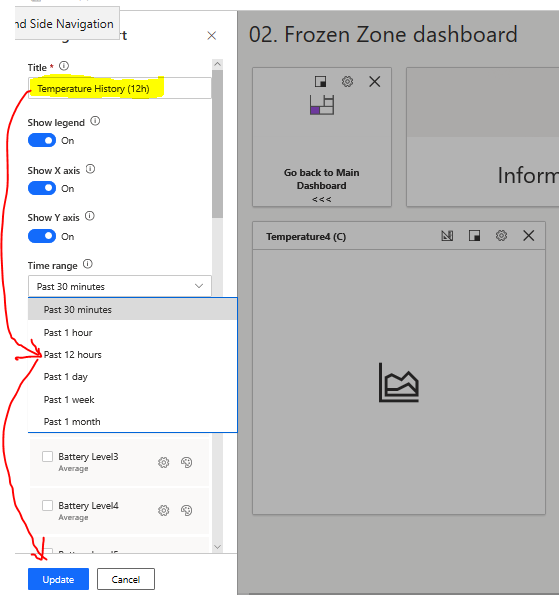 nd Side Navigation
rt
02. Frozen Zone dashboard
Title *
Temperature History (12h)
Show legend
On
Show X axis
On
Show Y axis
On
Time range
Past 30 minutes
Past 30 minutes
Past 1 hour
Past 12 hours
Past 1 day
Past 1 week
Past 1 month
Battery Level3
Average
Battery Level4
Average
Update
Cancel
Go back to Main
Dashboard
<<<
Inform
Temperature4 (C)